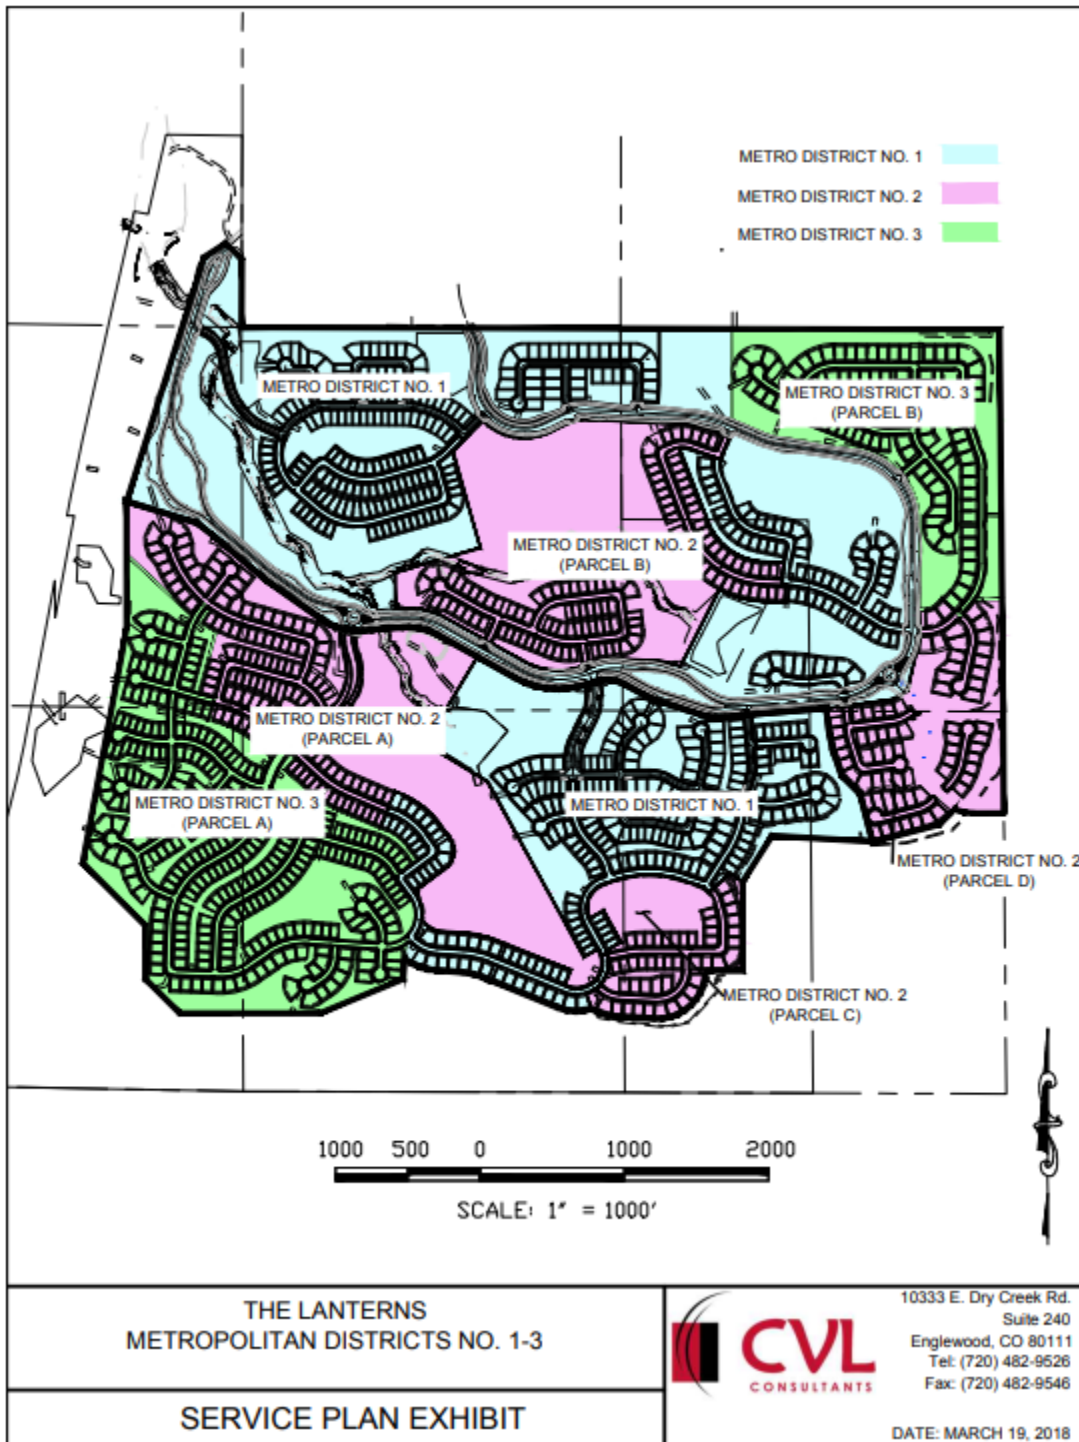 METRO DISTRICT NO. 1
METRO DISTRICT NO. 2
METRO DISTRICT NO. 3
METRO DISTRICT NO. 1
METRO DISTRICT NO. 3
(PARCEL B)
METRO DISTRICT NO. 2
(PARCEL B)
METRO DISTRICT NO. 2
(PARCEL A)
METRO DISTRICT NO. 3
(PARCEL A)
METRO DISTRICT NO. 1
METRO DISTRICT NO. 2
(PARCEL D)
METRO DISTRICT NO. 2
(PARCEL C)
1000 500 0 1000 2000
SCALE: 1" = 1000'
THE LANTERNS
METROPOLITAN DISTRICTS NO. 1-3
SERVICE PLAN EXHIBIT
CVL
CONSULTANTS
10333 E. Dry Creek Rd.
Suite 240
Englewood, CO 80111
Tel: (720) 482-9526
Fax: (720) 482-9546
DATE: MARCH 19, 2018